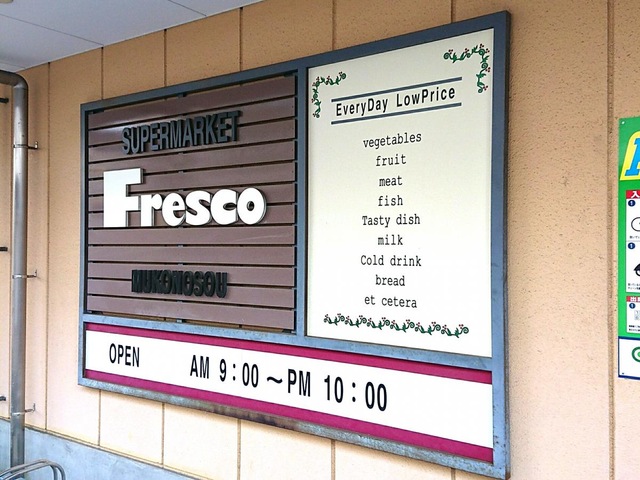 SUPERMARKET
Fresco
MUKONOSOU
EveryDay LowPrice
vegetables
fruit
meat
fish
Tasty dish
milk
Cold drink
bread
et cetera
OPEN AM 9:00 ～PM 10:00